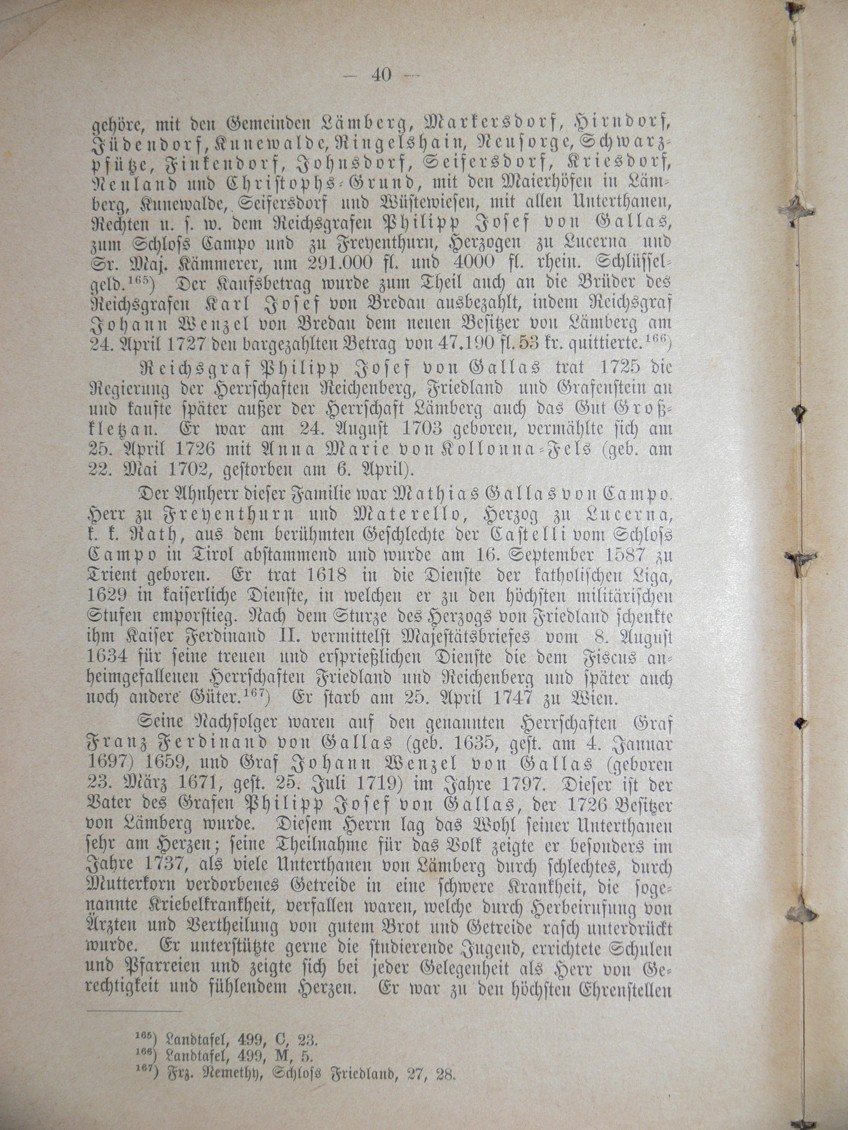 — 40 —
gehöre, mit den Gemeinden Lämberg, Markersdorf, Hirndorf,
Jüdendorf, Kunewalde, Ringelshain, Neusorge, Schwarz-
pfütze, Finkendorf, Johnsdorf, Seifersdorf, Kriesdorf,
Neuland und Christophs-Grund, mit den Maierhöfen in Läm-
berg, Kunewalde, Seifersdorf und Wüstewiesen, mit allen Unterthanen,
Rechten u. s. w. dem Reichsgrafen Philipp Josef von Gallas,
zum Schloss Campo und zu Freyenthurn, Herzogen zu Lucerna und
Sr. Maj. Kämmerer, um 291.000 fl. und 4000 fl. rhein. Schlüssel-
geld.¹⁶⁵) Der Kaufsbetrag wurde zum Theil auch an die Brüder des
Reichsgrafen Karl Josef von Bredau ausbezahlt, indem Reichsgraf
Johann Wenzel von Bredau dem neuen Besitzer von Lämberg am
24. April 1727 den bargezahlten Betrag von 47.190 fl. 53 kr. quittierte.¹⁶⁶)
Reichsgraf Philipp Josef von Gallas trat 1725 die
Regierung der Herrschaften Reichenberg, Friedland und Grafenstein an
und kaufte später außer der Herrschaft Lämberg auch das Gut Groß-
kletzan. Er war am 24. August 1703 geboren, vermählte sich am
25. April 1726 mit Anna Marie von Kollonna-Fels (geb. am
22. Mai 1702, gestorben am 6. April).
Der Ahnherr dieser Familie war Mathias Gallas von Campo.
Herr zu Freyenthurn und Materello, Herzog zu Lucerna,
k. k. Rath, aus dem berühmten Geschlechte der Castelli vom Schloss
Campo in Tirol abstammend und wurde am 16. September 1587 zu
Trient geboren. Er trat 1618 in die Dienste der katholischen Liga,
1629 in kaiserliche Dienste, in welchen er zu den höchsten militärischen
Stufen emporstieg. Nach dem Sturze des Herzogs von Friedland schenkte
ihm Kaiser Ferdinand II. vermittelst Majestätsbriefes vom 8. August
1634 für seine treuen und ersprießlichen Dienste die dem Fiscus an-
heimgefallenen Herrschaften Friedland und Reichenberg und später auch
noch andere Güter.¹⁶⁷) Er starb am 25. April 1747 zu Wien.
Seine Nachfolger waren auf den genannten Herrschaften Graf
Franz Ferdinand von Gallas (geb. 1635, gest. am 4. Januar
1697) 1659, und Graf Johann Wenzel von Gallas (geboren
23. März 1671, gest. 25. Juli 1719) im Jahre 1797. Dieser ist der
Vater des Grafen Philipp Josef von Gallas, der 1726 Besitzer
von Lämberg wurde. Diesem Herrn lag das Wohl seiner Unterthanen
sehr am Herzen; seine Theilnahme für das Volk zeigte er besonders im
Jahre 1737, als viele Unterthanen von Lämberg durch schlechtes, durch
Mutterkorn verdorbenes Getreide in eine schwere Krankheit, die soge-
nannte Kriebelkrankheit, verfallen waren, welche durch Herbeirufung von
Ärzten und Vertheilung von gutem Brot und Getreide rasch unterdrückt
wurde. Er unterstützte gerne die studierende Jugend, errichtete Schulen
und Pfarreien und zeigte sich bei jeder Gelegenheit als Herr von Ge-
rechtigkeit und fühlendem Herzen. Er war zu den höchsten Ehrenstellen
¹⁶⁵) Landtafel, 499, C, 23.
¹⁶⁶) Landtafel, 499, M, 5.
¹⁶⁷) Frz. Nemethy, Schloss Friedland, 27, 28.